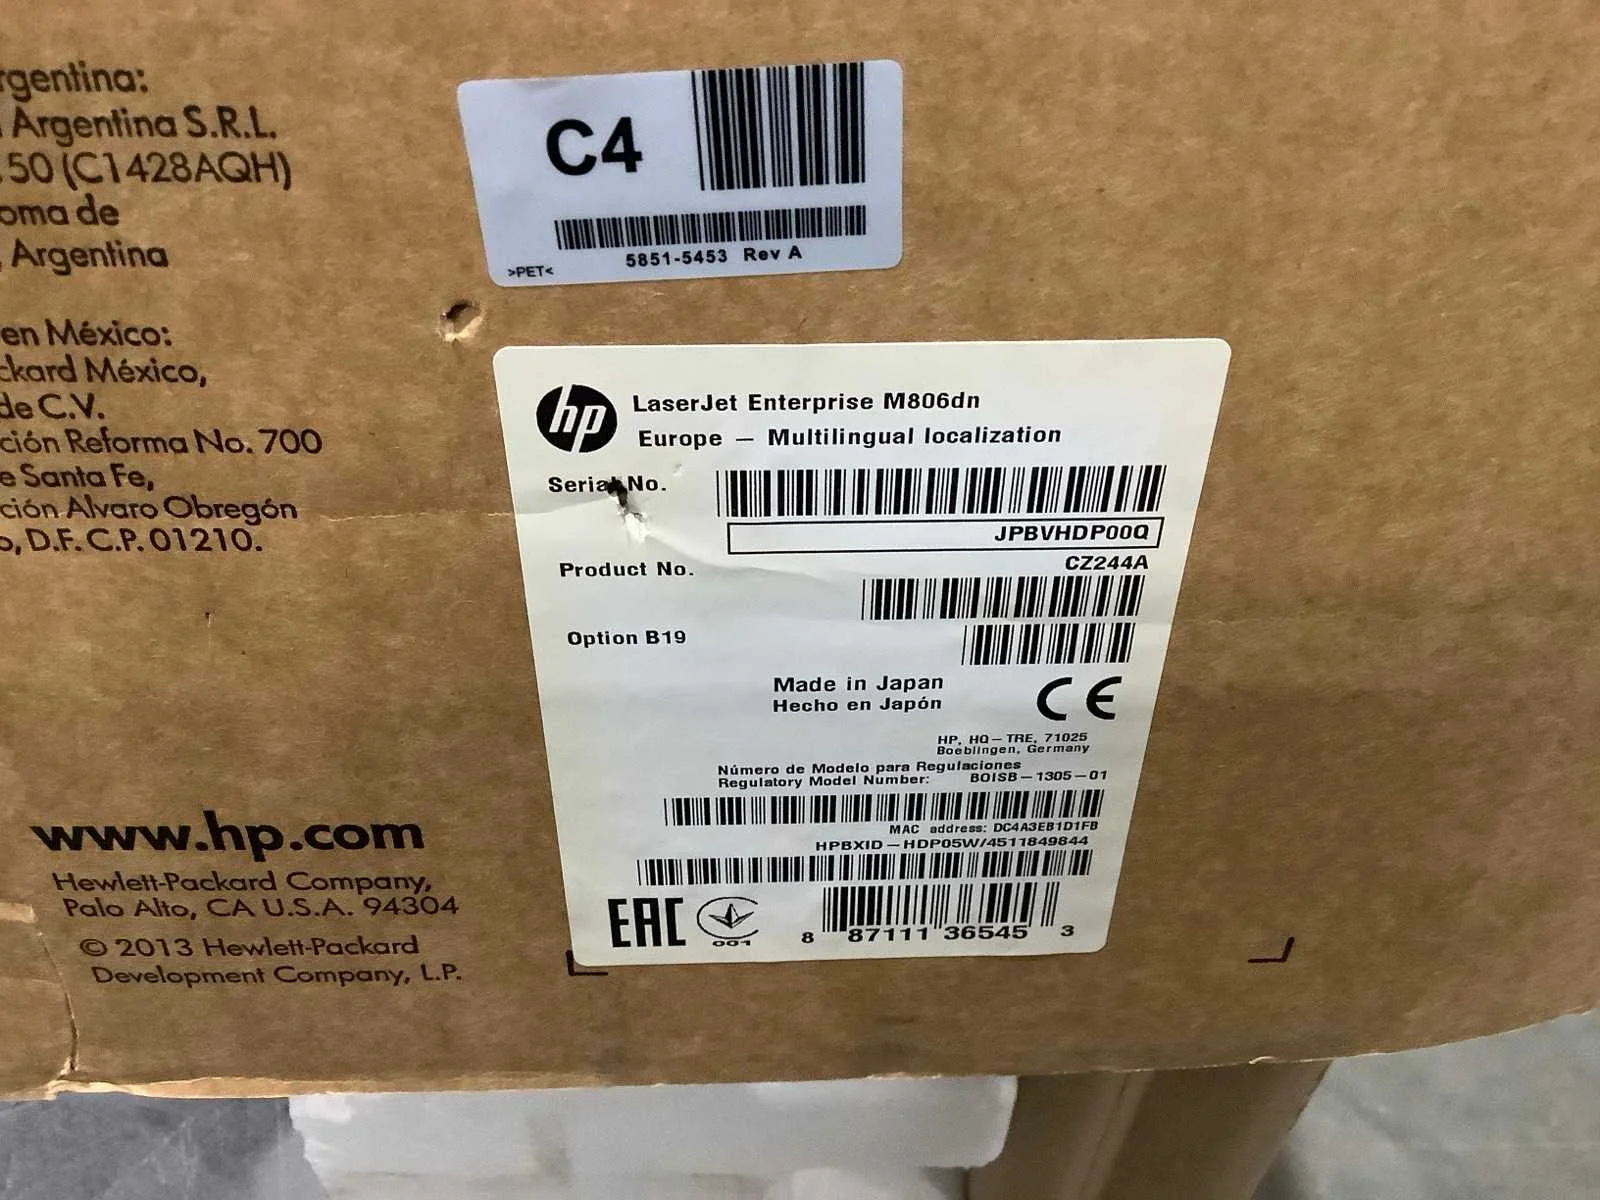 rgentina:
Argentina S.R.L.
50 (C1428AQH)
oma de
, Argentina
en México:
ckard México,
de C.V.
ción Reforma No. 700
e Santa Fe,
ción Alvaro Obregón
o, D.F. C.P. 01210.
www.hp.com
Hewlett-Packard Company,
Palo Alto, CA U.S.A. 94304
© 2013 Hewlett-Packard
Development Company, L.P.
C4
5851-5453 Rev A
>PET<
hp
LaserJet Enterprise M806dn
Europe — Multilingual localization
Serial No.
JPBVHDP00Q
Product No.
CZ244A
Option B19
Made in Japan
Hecho en Japón
CE
HP, HQ-TRE, 71025
Boeblingen, Germany
Número de Modelo para Regulaciones
Regulatory Model Number: BOISB-1305-01
MAC address: DC4A3EB1D1FB
HPBXID-HDP05W/4511849844
EAC
001
8 87111 36545 3